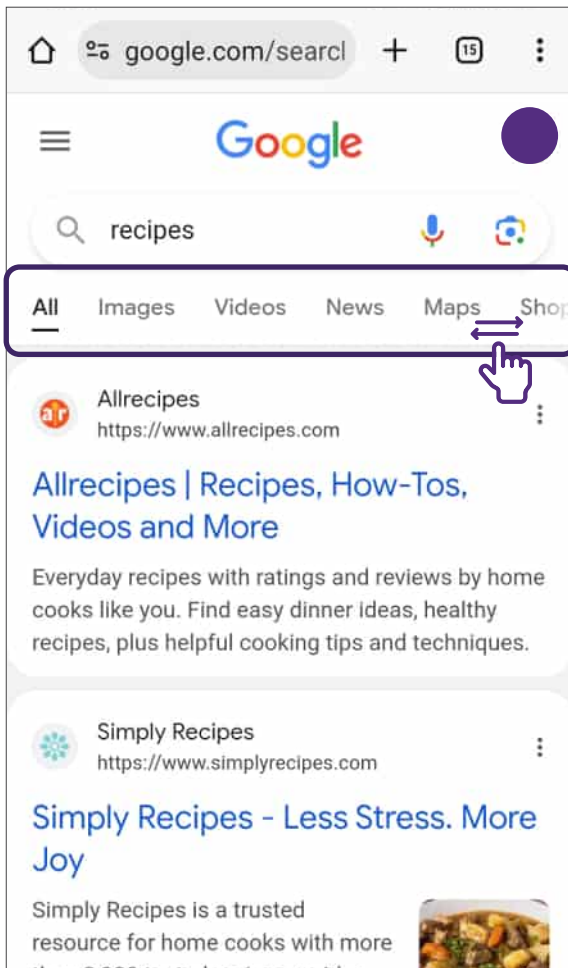 google.com/search
15
Google
recipes
All Images Videos News Maps Shop
Allrecipes
https://www.allrecipes.com
Allrecipes | Recipes, How-Tos,
Videos and More
Everyday recipes with ratings and reviews by home
cooks like you. Find easy dinner ideas, healthy
recipes, plus helpful cooking tips and techniques.
Simply Recipes
https://www.simplyrecipes.com
Simply Recipes - Less Stress. More
Joy
Simply Recipes is a trusted
resource for home cooks with more